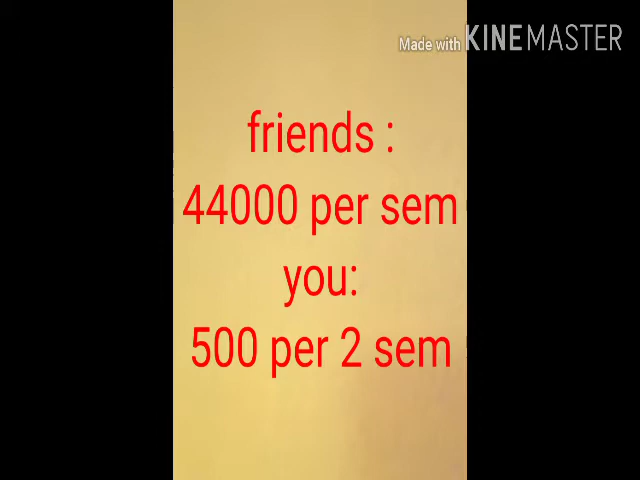 Made with KINEMASTER
friends :
44000 per sem
you:
500 per 2 sem